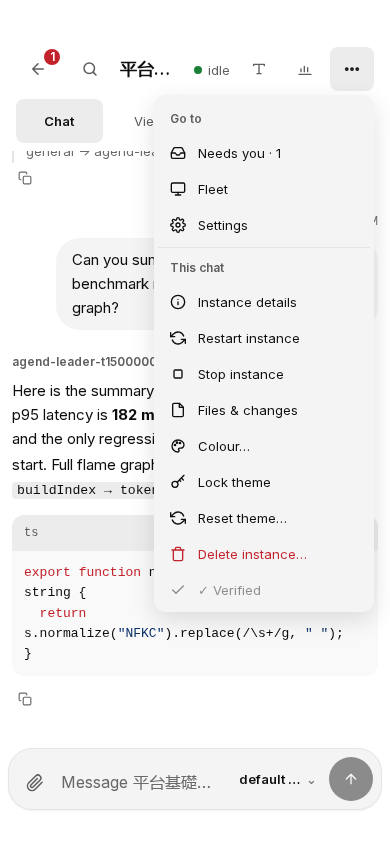 1
平台…
idle
Chat
Vie
Go to
Needs you · 1
Fleet
Settings
This chat
Instance details
Restart instance
Stop instance
Files & changes
Colour…
Lock theme
Reset theme…
Delete instance…
✓ Verified
general → agend-lea
Can you sum
benchmark
graph?
agend-leader-t1500000
Here is the summary
p95 latency is 182 m
and the only regressi
start. Full flame graph
buildIndex → token
ts
export function n
string {
return
s.normalize("NFKC").replace(/\s+/g, " ");
}
Message 平台基礎…
default …